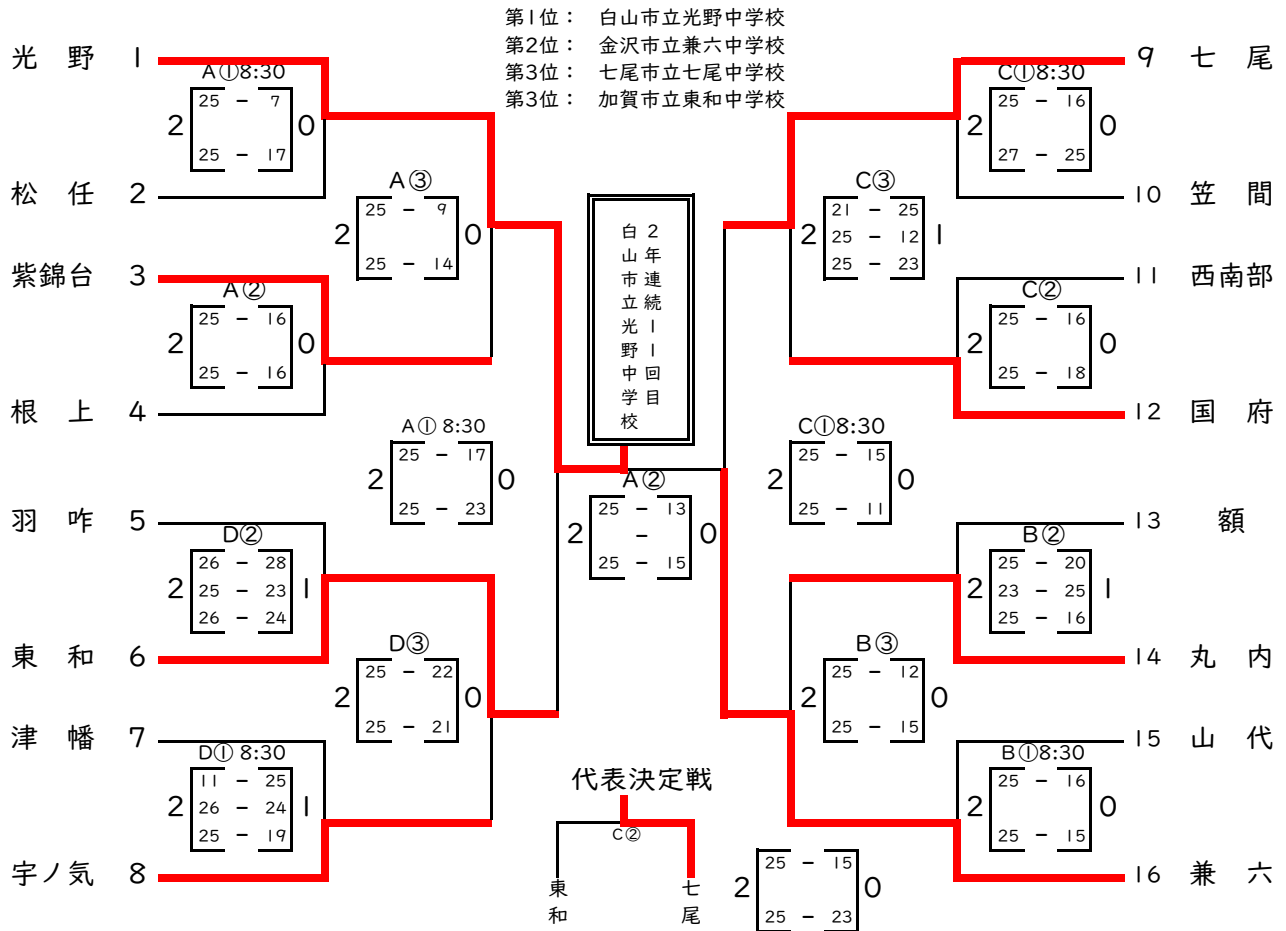 第1位： 白山市立光野中学校
第2位： 金沢市立兼六中学校
第3位： 七尾市立七尾中学校
第3位： 加賀市立東和中学校
光 野 1
A① 8:30
25 - 7
2 0
25 - 17
松 任 2
A③
25 - 9
2 0
25 - 14
紫錦台 3
A②
25 - 16
2 0
25 - 16
根 上 4
A① 8:30
25 - 17
2 0
25 - 23
羽 咋 5
D②
26 - 28
2 25 - 23 1
26 - 24
東 和 6
D③
25 - 22
2 0
25 - 21
津 幡 7
D① 8:30
11 - 25
2 26 - 24 1
25 - 19
宇ノ気 8
2年連続11回目
白山市立光野中学校
A②
25 - 13
2 - 0
25 - 15
代表決定戦
C②
東和
七尾
25 - 15
2 0
25 - 23
9 七 尾
C①8:30
25 - 16
2 0
27 - 25
10 笠 間
C③
21 - 25
2 25 - 12 1
25 - 23
11 西南部
C②
25 - 16
2 0
25 - 18
12 国 府
C①8:30
25 - 15
2 0
25 - 11
13 額
B②
25 - 20
2 23 - 25 1
25 - 16
14 丸 内
B③
25 - 12
2 0
25 - 15
15 山 代
B①8:30
25 - 16
2 0
25 - 15
16 兼 六